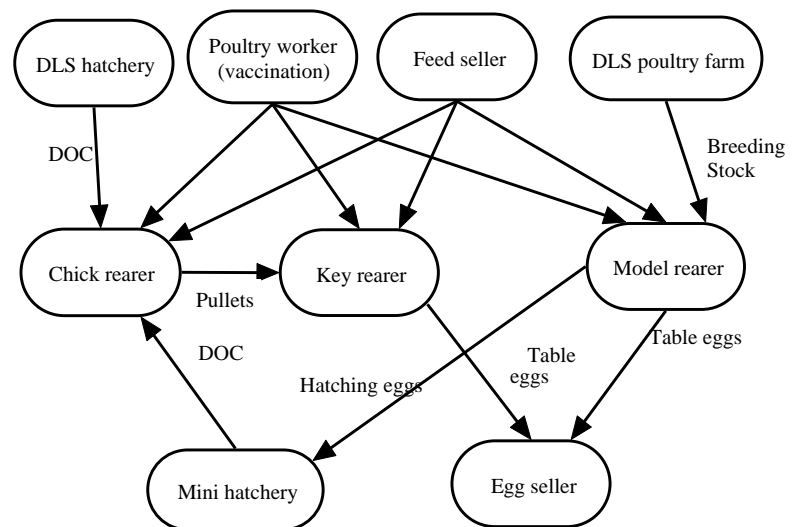 DLS hatchery
Poultry worker
(vaccination)
Feed seller
DLS poultry farm
DOC
Breeding
Stock
Chick rearer
Key rearer
Model rearer
Pullets
DOC
Table
eggs
Table eggs
Hatching eggs
Mini hatchery
Egg seller